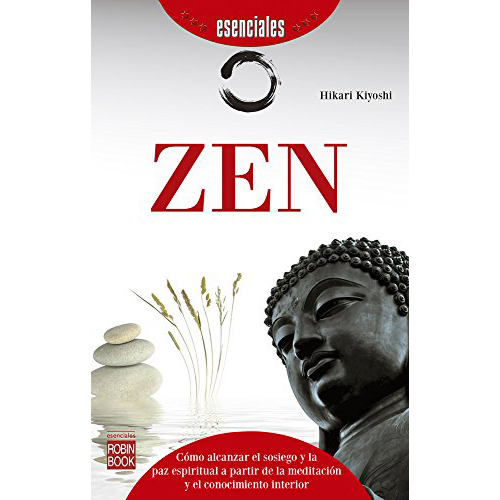 esenciales
Hikari Kiyoshi
ZEN
esenciales
ROBIN
BOOK
Cómo alcanzar el sosiego y la
paz espiritual a partir de la meditación
y el conocimiento interior